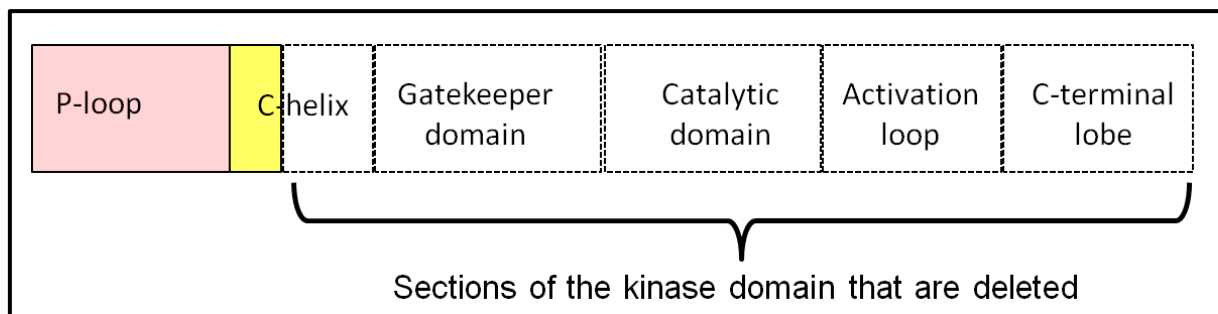 P-loop
C-helix
Gatekeeper
domain
Catalytic
domain
Activation
loop
C-terminal
lobe
Sections of the kinase domain that are deleted